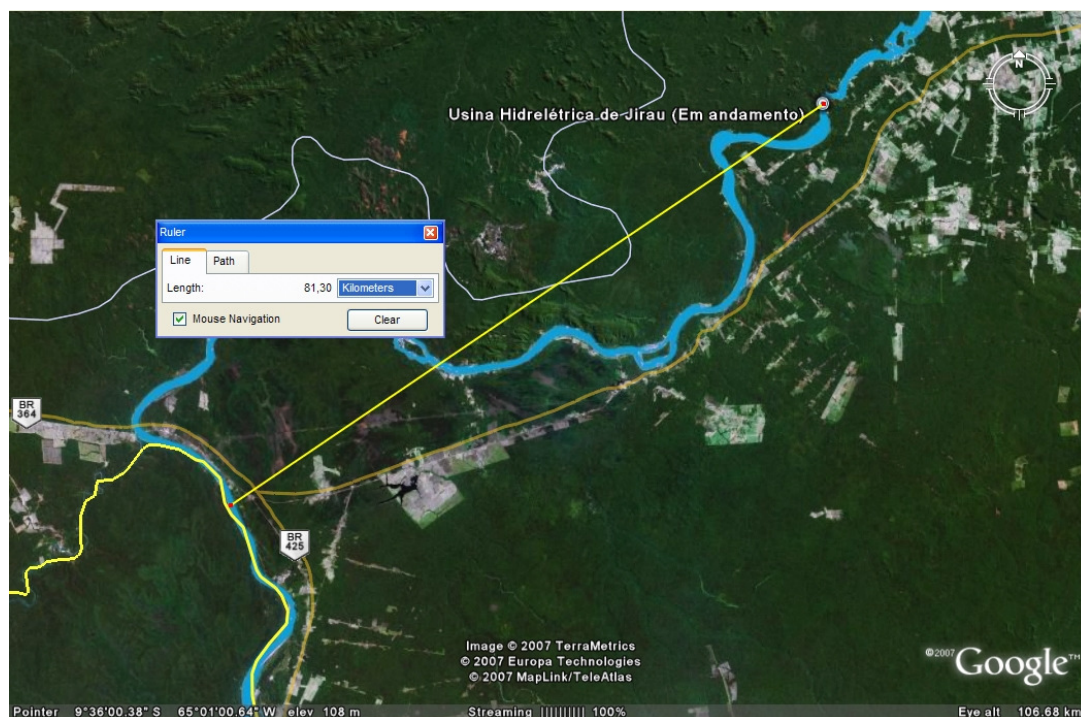 N
Usina Hidrelétrica de Jirau (Em andamento)
Ruler
Line Path
Length: 81,30 Kilometers
Mouse Navigation Clear
BR
364
BR
425
Image © 2007 TerraMetrics
© 2007 Europa Technologies
© 2007 MapLink/TeleAtlas
©2007 Google™
Pointer 9°36'00.38" S 65°01'00.64" W elev 108 m Streaming |||||||||| 100% Eye alt 106.68 km